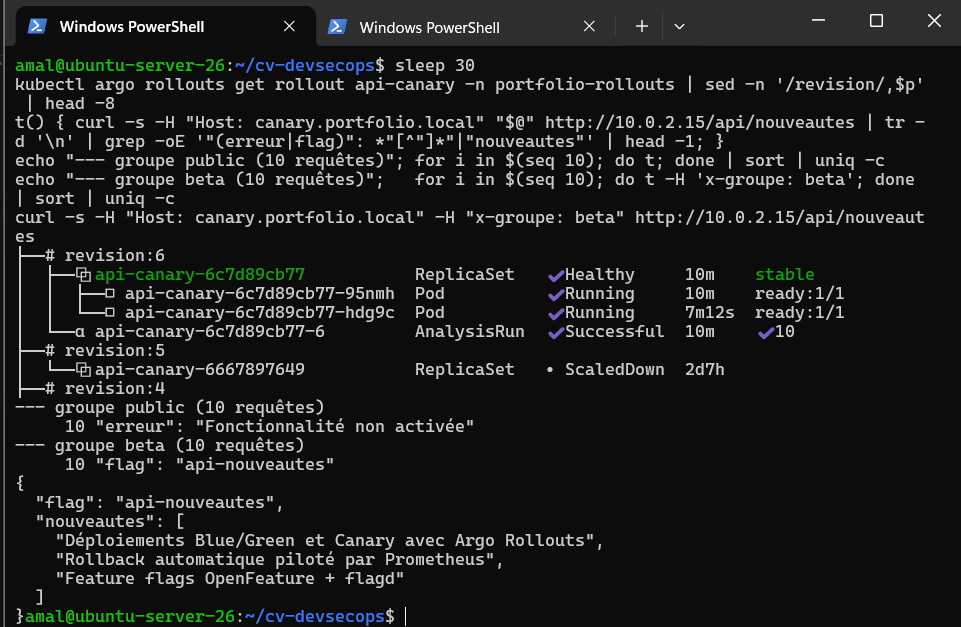 Windows PowerShell
Windows PowerShell
amal@ubuntu-server-26:~/cv-devsecops$ sleep 30
kubectl argo rollouts get rollout api-canary -n portfolio-rollouts | sed -n '/revision/,$p'
| head -8
t() { curl -s -H "Host: canary.portfolio.local" "$@" http://10.0.2.15/api/nouveautes | tr -
d '\n' | grep -oE '"(erreur|flag)": *"[^"]*"|"nouveautes"' | head -1; }
echo "--- groupe public (10 requêtes)"; for i in $(seq 10); do t; done | sort | uniq -c
echo "--- groupe beta (10 requêtes)";   for i in $(seq 10); do t -H 'x-groupe: beta'; done
| sort | uniq -c
curl -s -H "Host: canary.portfolio.local" -H "x-groupe: beta" http://10.0.2.15/api/nouveaut
es
├──# revision:6
│  ├──⧉ api-canary-6c7d89cb77           ReplicaSet   ✔ Healthy     10m    stable
│  │  ├──□ api-canary-6c7d89cb77-95nmh  Pod          ✔ Running     10m    ready:1/1
│  │  └──□ api-canary-6c7d89cb77-hdg9c  Pod          ✔ Running     7m12s  ready:1/1
│  └──α api-canary-6c7d89cb77-6         AnalysisRun  ✔ Successful  10m    ✔ 10
├──# revision:5
│  └──⧉ api-canary-6667897649           ReplicaSet   • ScaledDown  2d7h
├──# revision:4
--- groupe public (10 requêtes)
     10 "erreur": "Fonctionnalité non activée"
--- groupe beta (10 requêtes)
     10 "flag": "api-nouveautes"
{
  "flag": "api-nouveautes",
  "nouveautes": [
    "Déploiements Blue/Green et Canary avec Argo Rollouts",
    "Rollback automatique piloté par Prometheus",
    "Feature flags OpenFeature + flagd"
  ]
}amal@ubuntu-server-26:~/cv-devsecops$